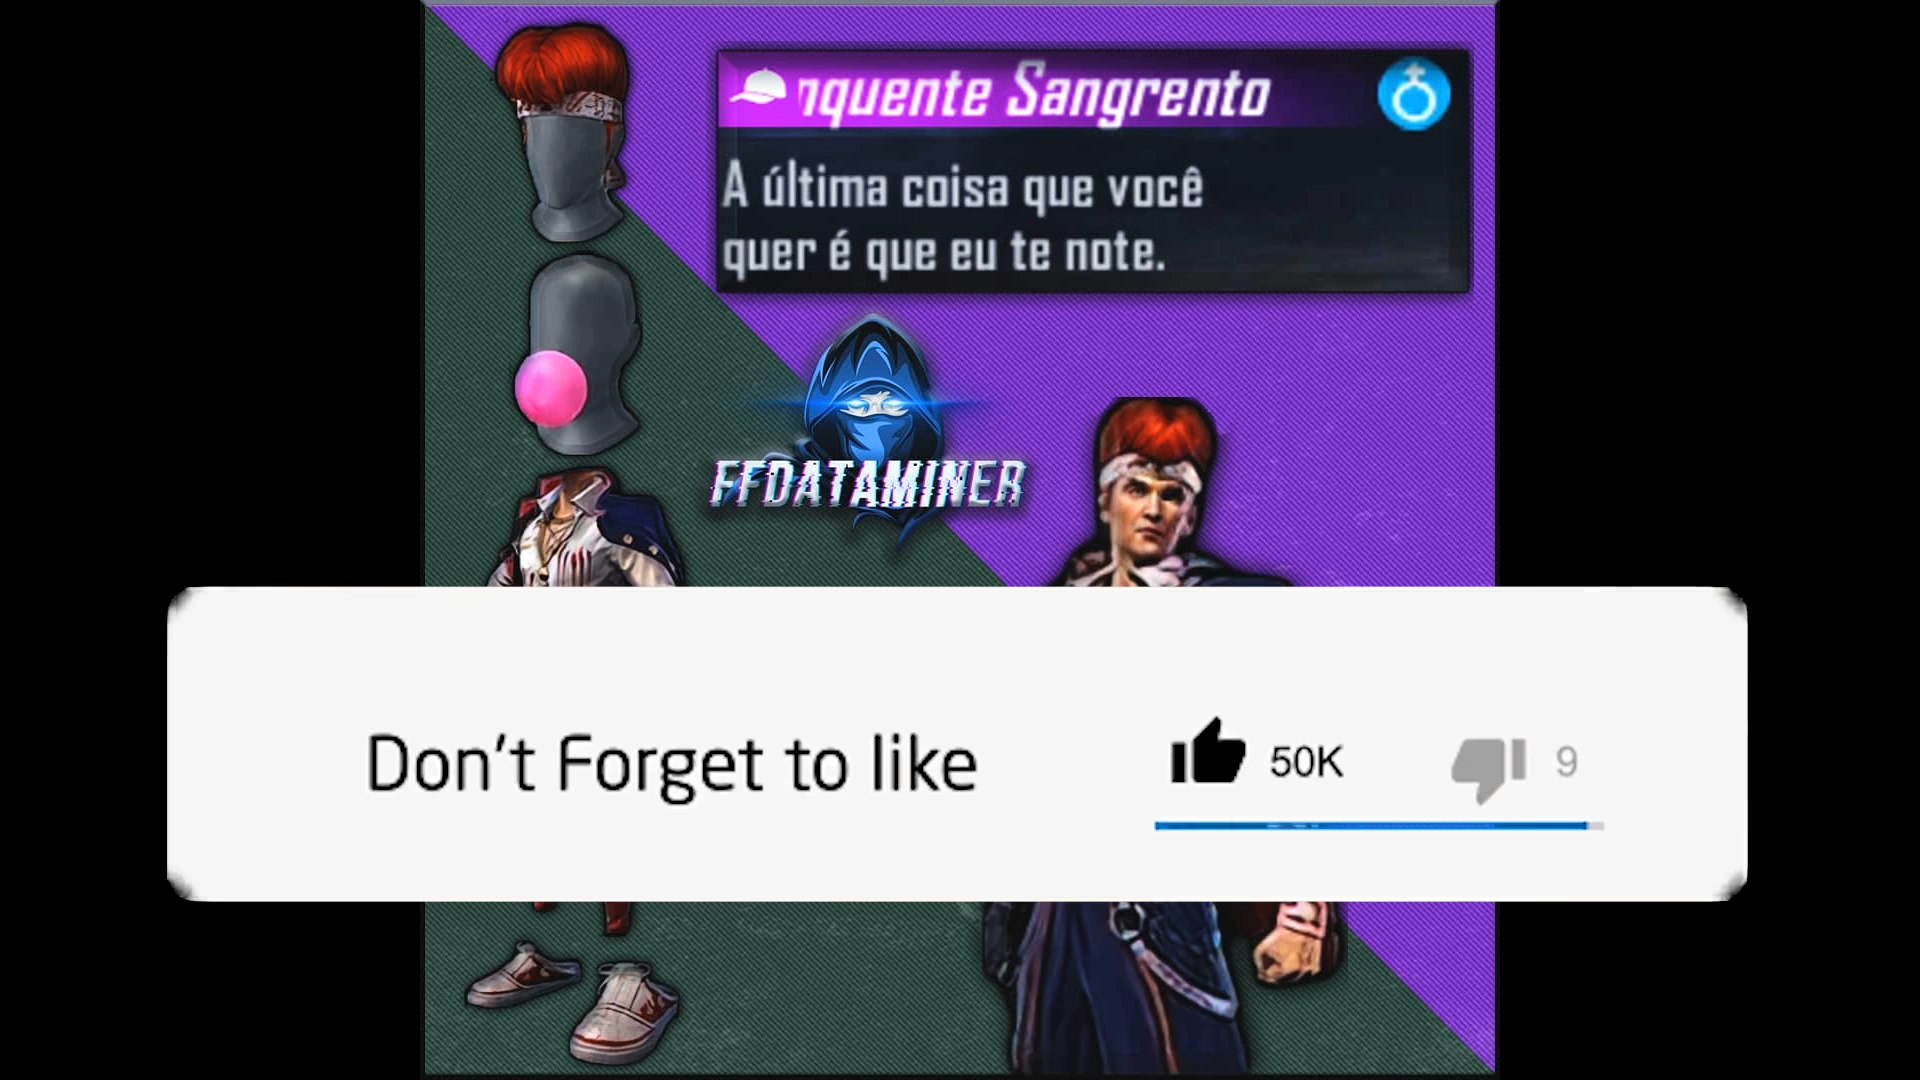 nquente Sangrento
A última coisa que você
quer é que eu te note.
FFDATAMINER
Don't Forget to like
50K
9